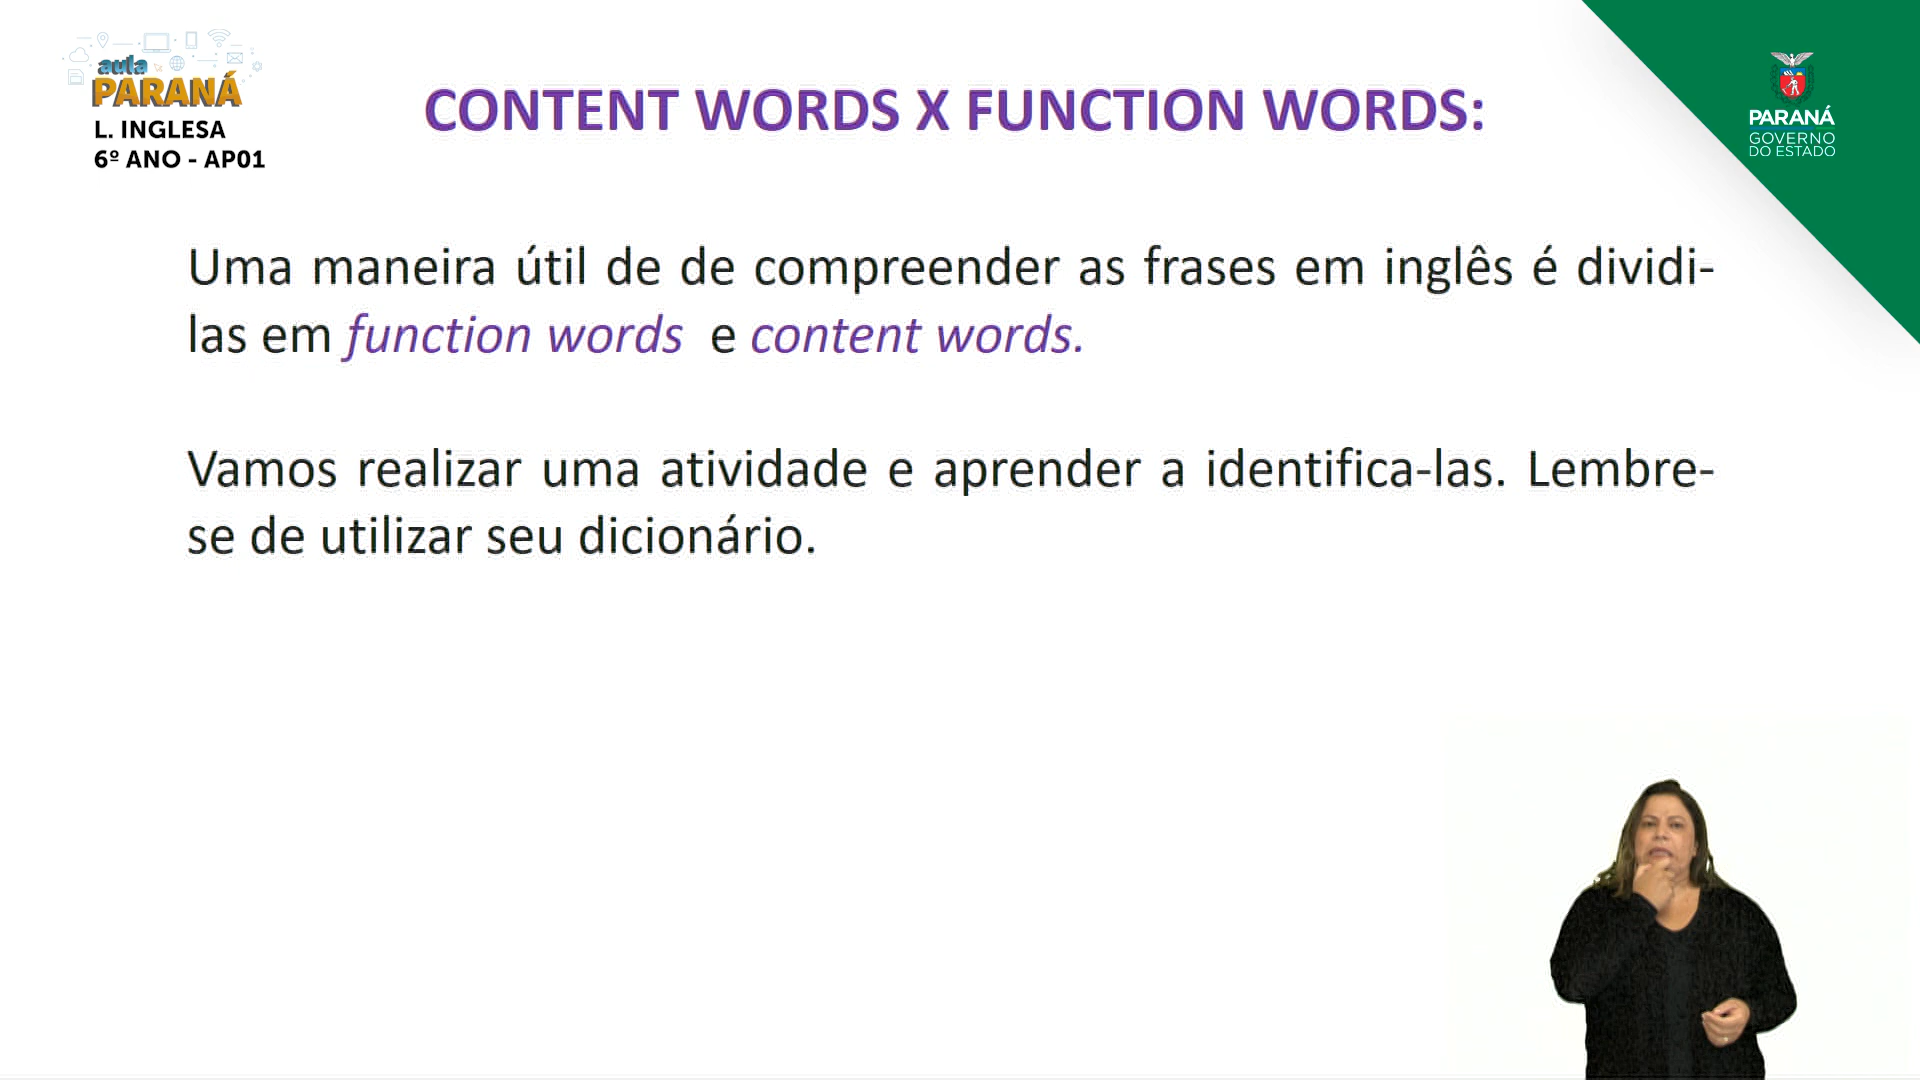 aula
PARANÁ
L. INGLESA
6º ANO - AP01
CONTENT WORDS X FUNCTION WORDS:
PARANÁ
GOVERNO
DO ESTADO
Uma maneira útil de de compreender as frases em inglês é dividi-
las em function words e content words.
Vamos realizar uma atividade e aprender a identifica-las. Lembre-
se de utilizar seu dicionário.